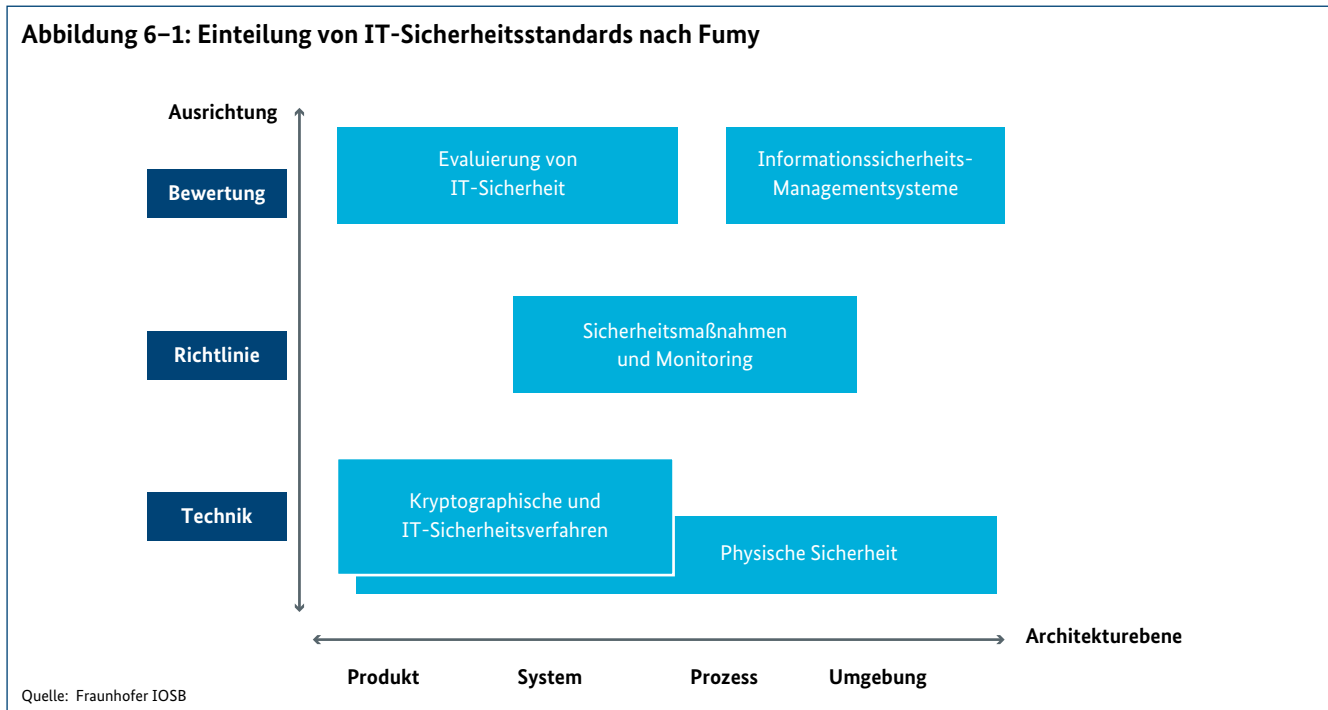 Abbildung 6–1: Einteilung von IT-Sicherheitsstandards nach Fumy
Ausrichtung
Evaluierung von
IT-Sicherheit
Informationssicherheits-
Managementsysteme
Bewertung
Sicherheitsmaßnahmen
und Monitoring
Richtlinie
Kryptographische und
IT-Sicherheitsverfahren
Technik
Physische Sicherheit
Architekturebene
Produkt
System
Prozess
Umgebung
Quelle: Fraunhofer IOSB